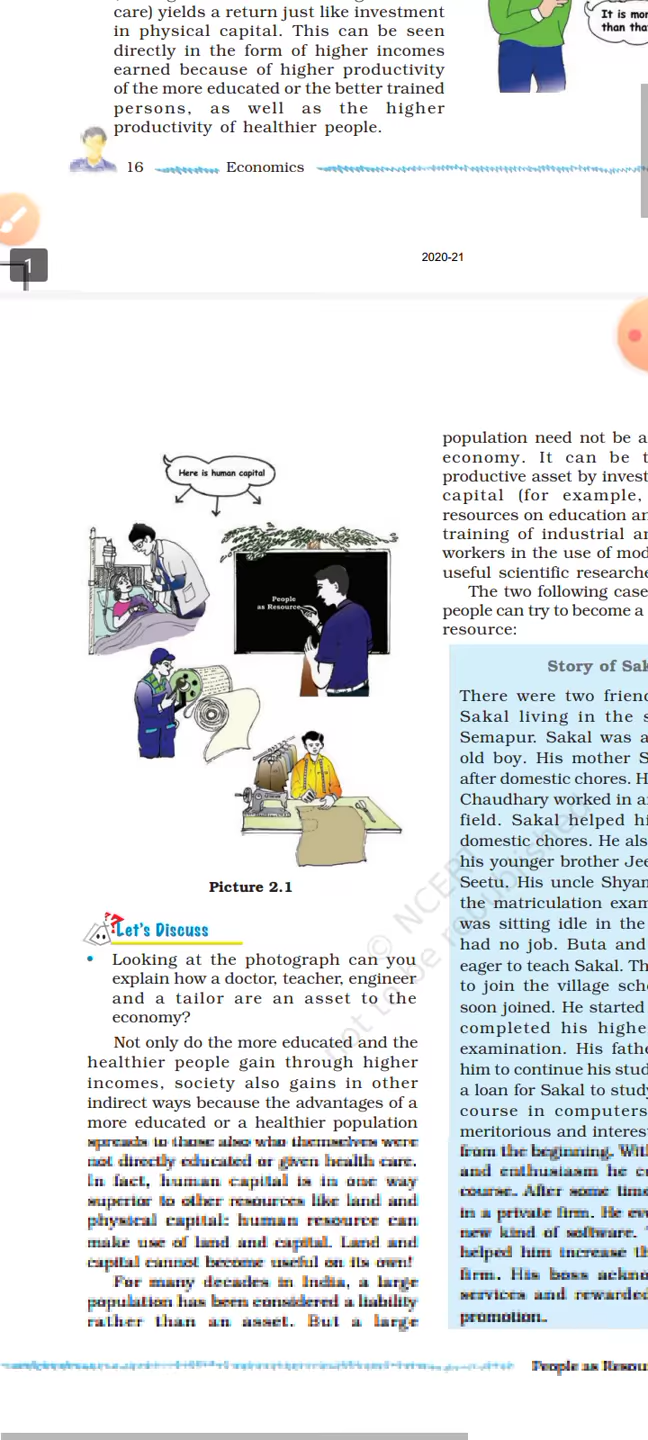 care) yields a return just like investment
in physical capital. This can be seen
directly in the form of higher incomes
earned because of higher productivity
of the more educated or the better trained
persons, as well as the higher
productivity of healthier people.
It is mor
than tha
16 Economics
2020-21
1
Here is human capital
People
as Resource
Picture 2.1
Let's Discuss
• Looking at the photograph can you
explain how a doctor, teacher, engineer
and a tailor are an asset to the
economy?
Not only do the more educated and the
healthier people gain through higher
incomes, society also gains in other
indirect ways because the advantages of a
more educated or a healthier population
spreads to those also who themselves were
not directly educated or given health care.
In fact, human capital is in one way
superior to other resources like land and
physical capital: human resource can
make use of land and capital. Land and
capital cannot become useful on its own!
For many decades in India, a large
population has been considered a liability
rather than an asset. But a large
population need not be a
economy. It can be t
productive asset by invest
capital (for example,
resources on education an
training of industrial an
workers in the use of mod
useful scientific researche
The two following case
people can try to become a
resource:
Story of Sak
There were two friend
Sakal living in the s
Semapur. Sakal was a
old boy. His mother S
after domestic chores. H
Chaudhary worked in an
field. Sakal helped hi
domestic chores. He als
his younger brother Jee
Seetu. His uncle Shyam
the matriculation exam
was sitting idle in the
had no job. Buta and
eager to teach Sakal. Th
to join the village scho
soon joined. He started
completed his highe
examination. His fathe
him to continue his stud
a loan for Sakal to study
course in computers
meritorious and interest
from the beginning. With
and enthusiasm he co
course. After some time
in a private firm. He eve
new kind of software. T
helped him increase th
firm. His boss ackno
services and rewarded
promotion.
© NCERT
not to be republished
People as Resou